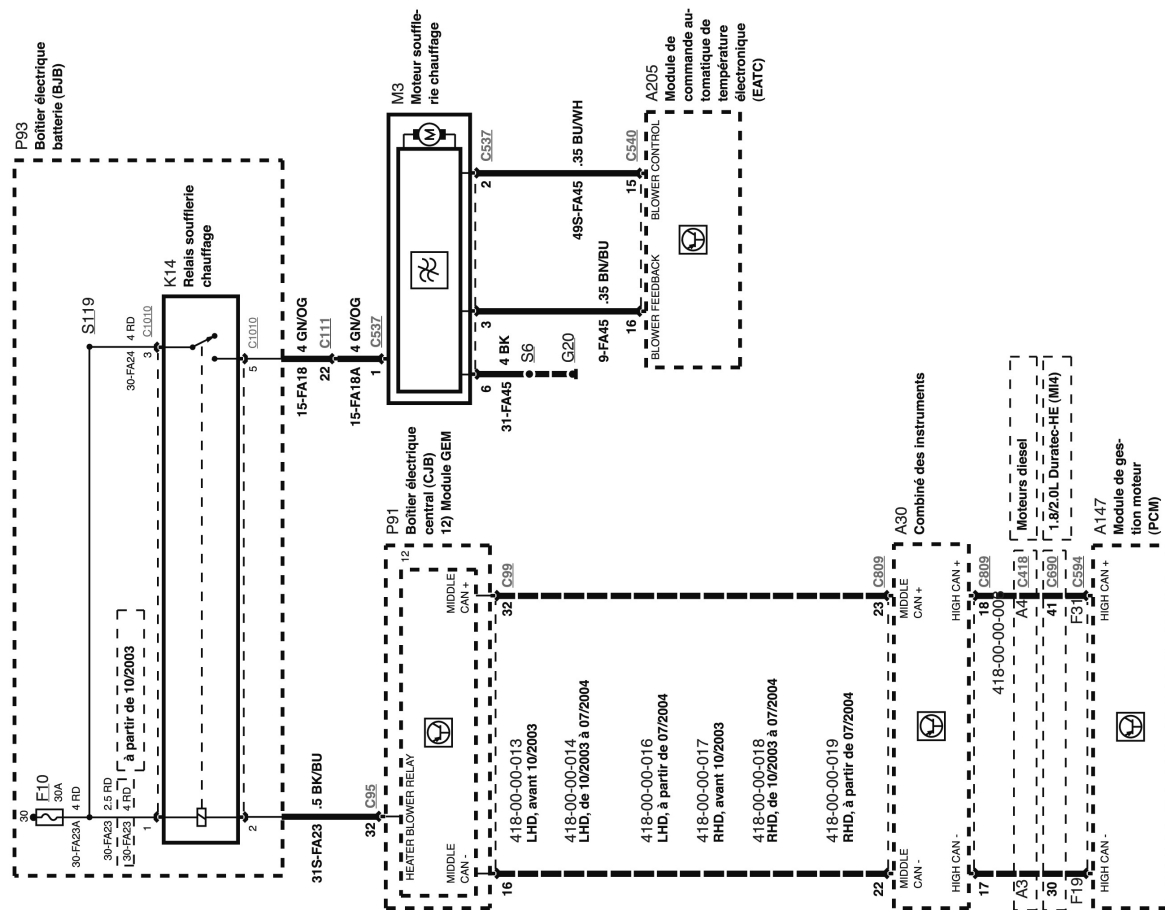 P93
Boîtier électrique
batterie (BJB)
30
F10
30A
30-FA23A
4 RD
30-FA23
2.5 RD
30-FA23
4 RD
à partir de 10/2003
S119
30-FA24
4 RD
3
C1010
K14
Relais soufflerie
chauffage
1
2
5
C1010
31S-FA23
.5 BK/BU
32
C95
15-FA18
4 GN/OG
22
C111
15-FA18A
4 GN/OG
1
C537
M3
Moteur souffle-
rie chauffage
M
6
31-FA45
4 BK
S6
G20
3
9-FA45
.35 BN/BU
16
BLOWER FEEDBACK
2
C537
49S-FA45
.35 BU/WH
15
C540
BLOWER CONTROL
A205
Module de
commande au-
tomatique de
température
électronique
(EATC)
P91
Boîtier électrique
central (CJB)
12) Module GEM
12
HEATER BLOWER RELAY
MIDDLE
CAN -
MIDDLE
CAN +
16
32
C99
418-00-00-013
LHD, avant 10/2003
418-00-00-014
LHD, de 10/2003 à 07/2004
418-00-00-016
LHD, à partir de 07/2004
418-00-00-017
RHD, avant 10/2003
418-00-00-018
RHD, de 10/2003 à 07/2004
418-00-00-019
RHD, à partir de 07/2004
22
23
C809
MIDDLE
CAN -
MIDDLE
CAN +
A30
Combiné des instruments
HIGH CAN -
HIGH CAN +
17
18
C809
A3
A4
C418
Moteurs diesel
30
41
C690
1.8/2.0L Duratec-HE (MI4)
F19
F31
C594
HIGH CAN -
HIGH CAN +
A147
Module de ges-
tion moteur
(PCM)